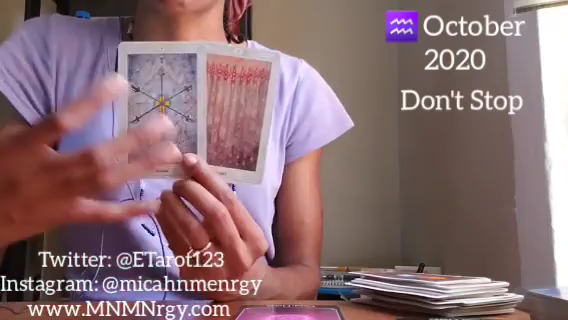 ♒ October
2020
Don't Stop
Twitter: @ETarot123
Instagram: @micahnmenrgy
www.MNMNrgy.com